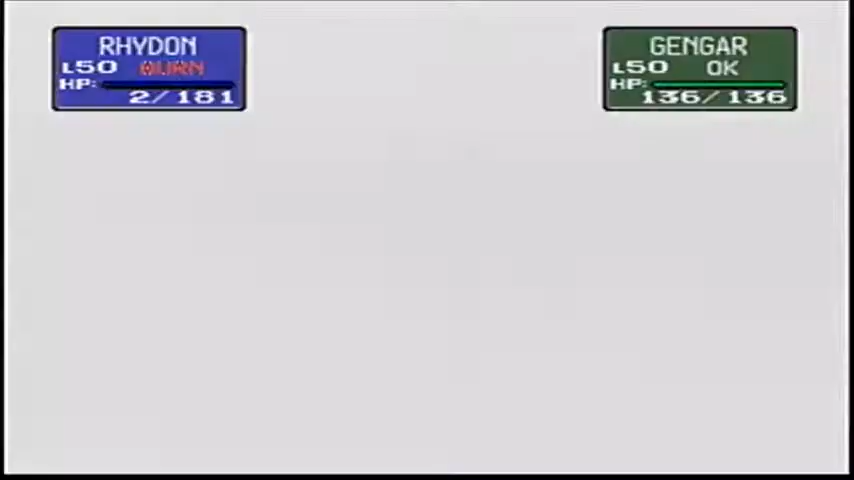 RHYDON
L50 BURN
HP:
2/181
GENGAR
L50 OK
HP:
136/136